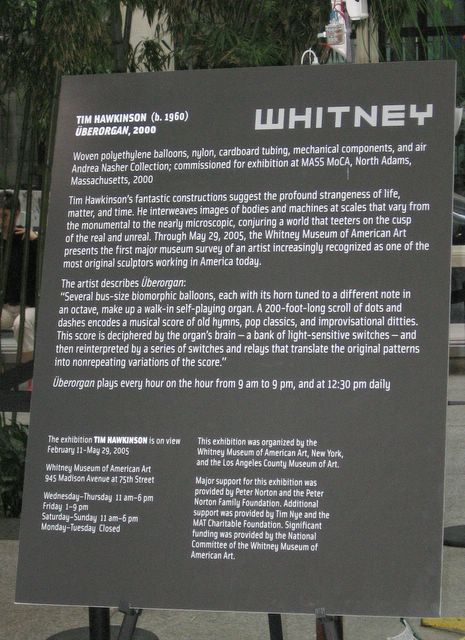 TIM HAWKINSON (b. 1960)
ÜBERORGAN, 2000
WHITNEY
Woven polyethylene balloons, nylon, cardboard tubing, mechanical components, and air
Andrea Nasher Collection; commissioned for exhibition at MASS MoCA, North Adams,
Massachusetts, 2000
Tim Hawkinson's fantastic constructions suggest the profound strangeness of life,
matter, and time. He interweaves images of bodies and machines at scales that vary from
the monumental to the nearly microscopic, conjuring a world that teeters on the cusp
of the real and unreal. Through May 29, 2005, the Whitney Museum of American Art
presents the first major museum survey of an artist increasingly recognized as one of the
most original sculptors working in America today.
The artist describes Überorgan:
"Several bus-size biomorphic balloons, each with its horn tuned to a different note in
an octave, make up a walk-in self-playing organ. A 200-foot-long scroll of dots and
dashes encodes a musical score of old hymns, pop classics, and improvisational ditties.
This score is deciphered by the organ's brain – a bank of light-sensitive switches – and
then reinterpreted by a series of switches and relays that translate the original patterns
into nonrepeating variations of the score."
Überorgan plays every hour on the hour from 9 am to 9 pm, and at 12:30 pm daily
The exhibition TIM HAWKINSON is on view
February 11-May 29, 2005
Whitney Museum of American Art
945 Madison Avenue at 75th Street
Wednesday-Thursday 11 am-6 pm
Friday 1-9 pm
Saturday-Sunday 11 am-6 pm
Monday-Tuesday Closed
This exhibition was organized by the
Whitney Museum of American Art, New York,
and the Los Angeles County Museum of Art.
Major support for this exhibition was
provided by Peter Norton and the Peter
Norton Family Foundation. Additional
support was provided by Tim Nye and the
MAT Charitable Foundation. Significant
funding was provided by the National
Committee of the Whitney Museum of
American Art.